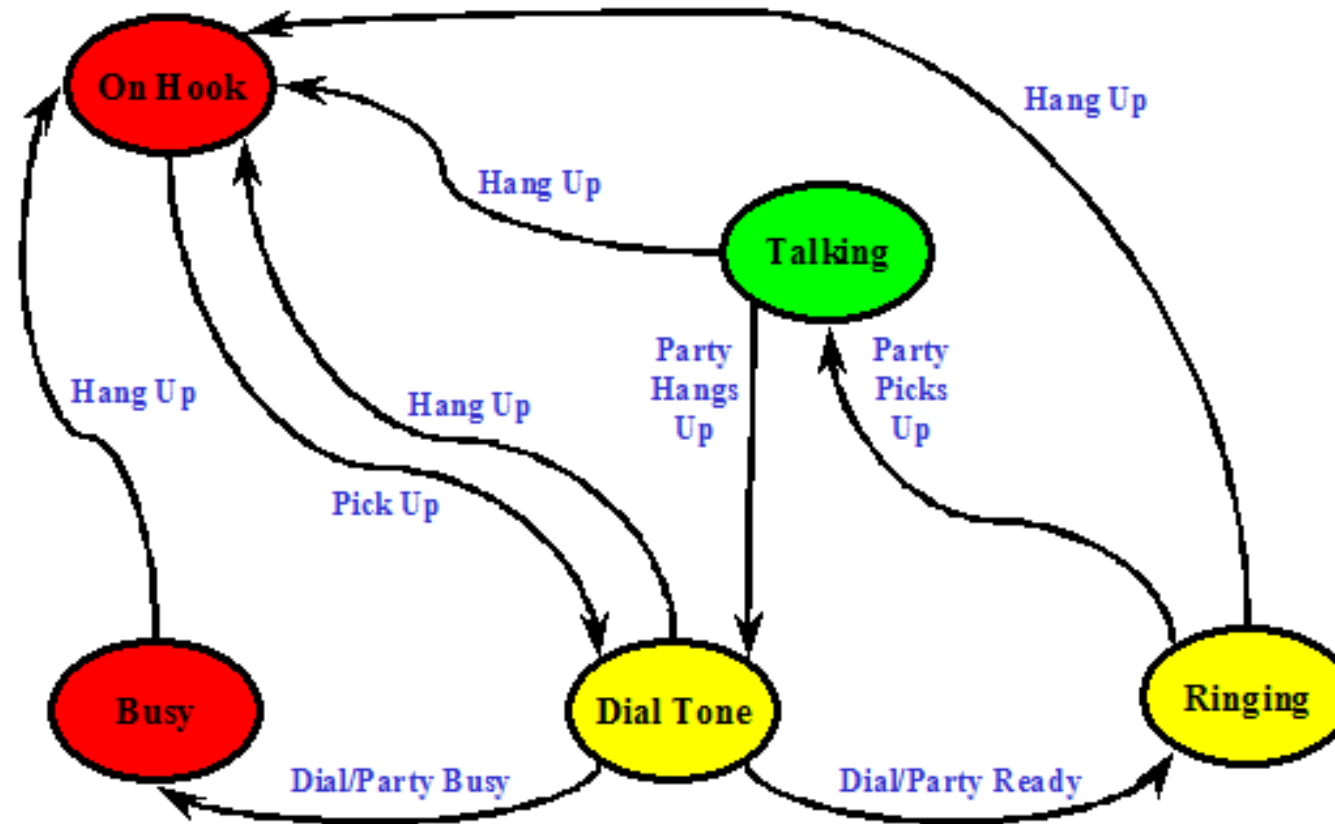 On Hook
Hang Up
Hang Up
Talking
Party
Hangs
Up
Party
Picks
Up
Hang Up
Hang Up
Pick Up
Busy
Dial Tone
Ringing
Dial/Party Busy
Dial/Party Ready